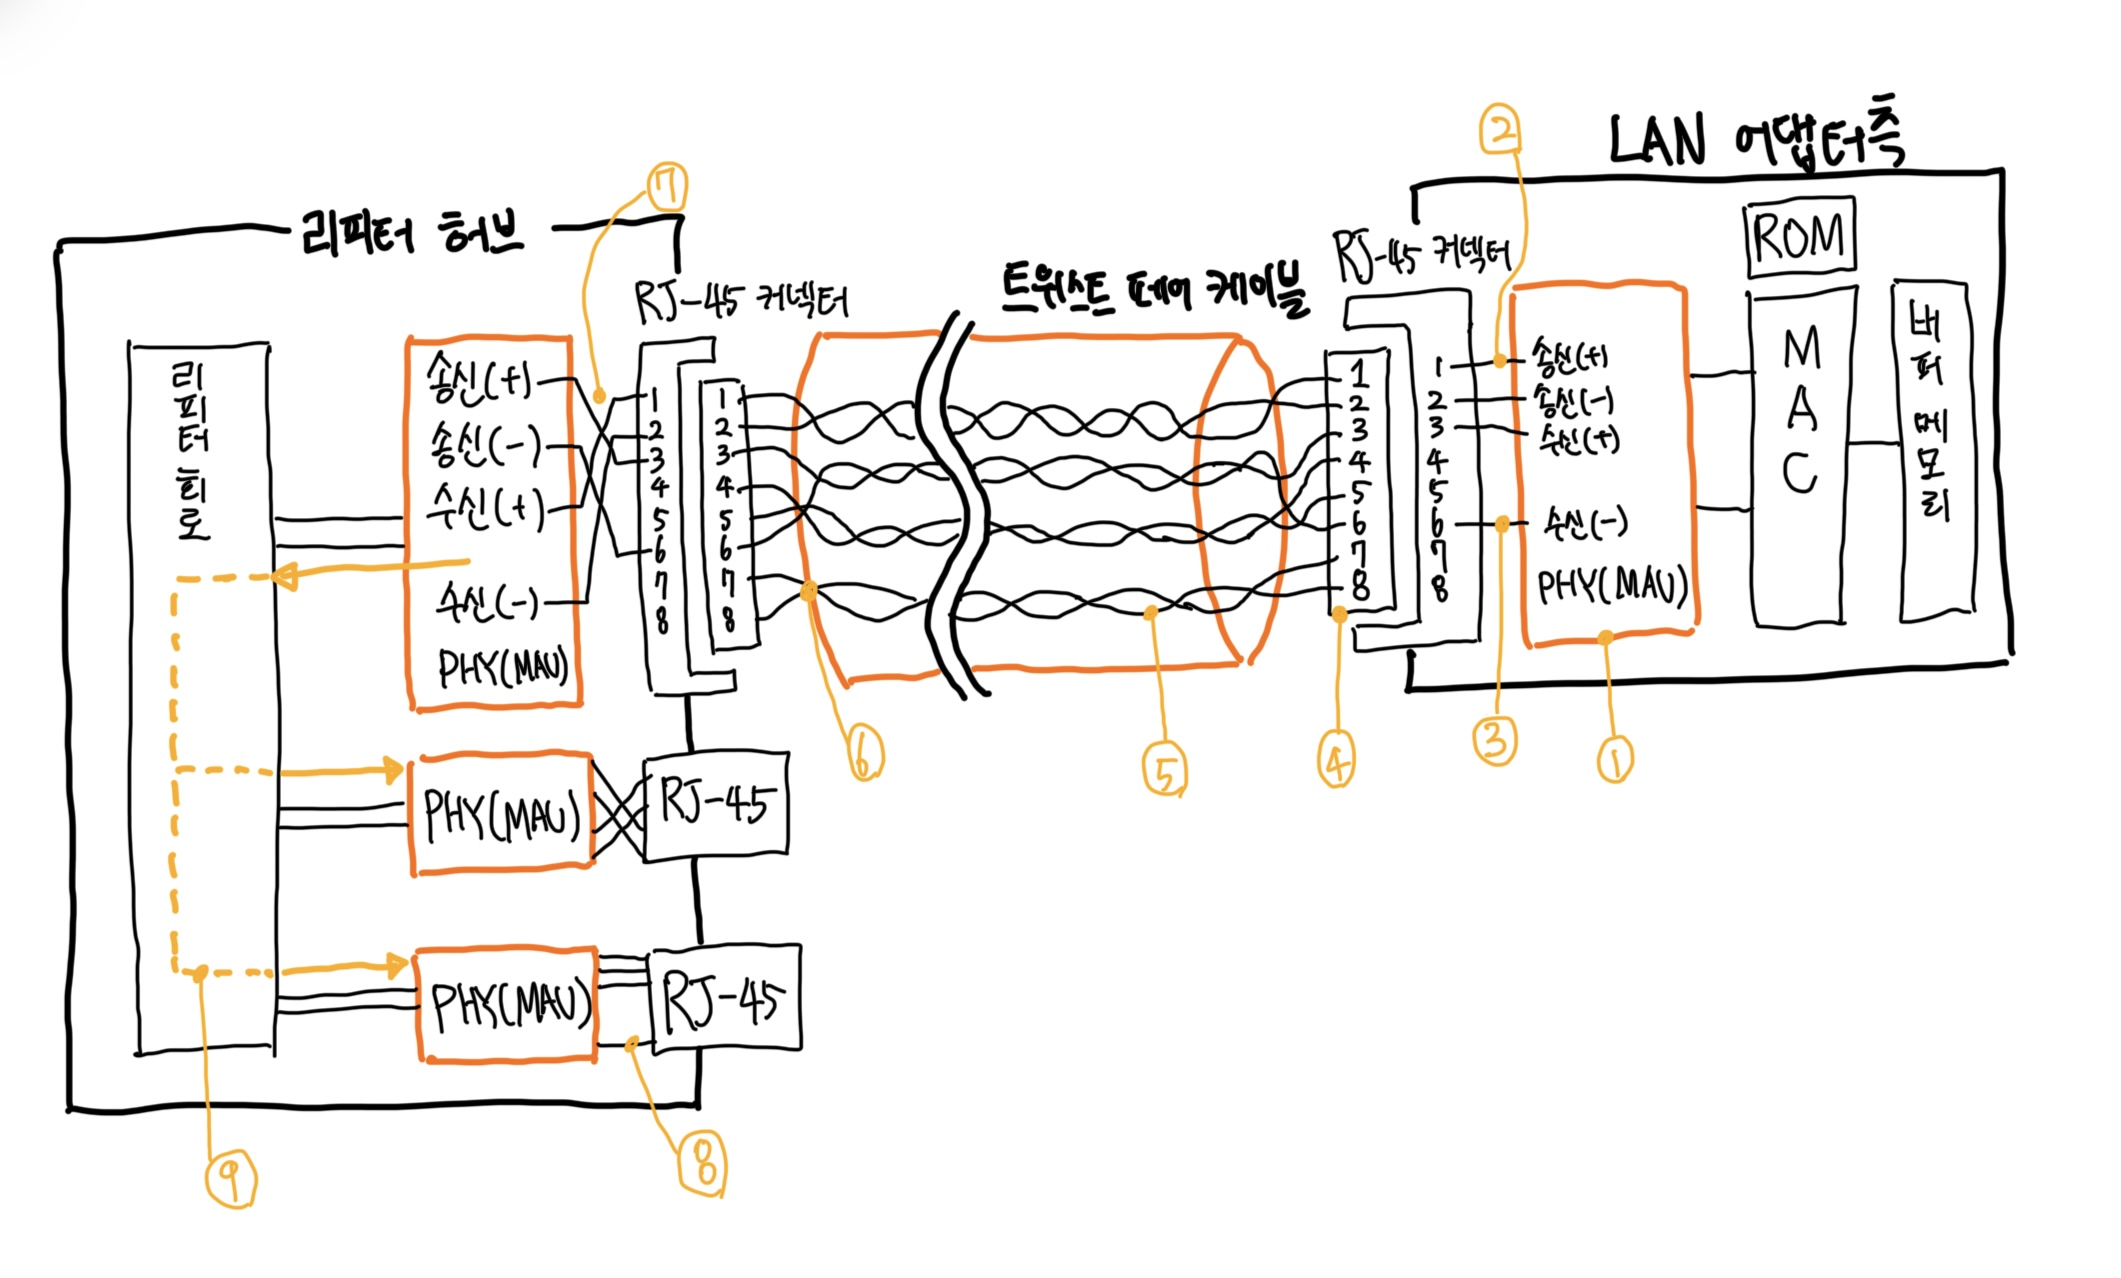 ②
LAN 어댑터측
⑦
리피터 허브
RJ-45 커넥터
트위스트 페어 케이블
RJ-45 커넥터
ROM
리피터 회로
송신(+)
송신(-)
수신(+)
수신(-)
PHY(MAU)
1
2
3
4
5
6
7
8
1
2
3
4
5
6
7
8
1
2
3
4
5
6
7
8
1
2
3
4
5
6
7
8
송신(+)
송신(-)
수신(+)
수신(-)
PHY(MAU)
MAC
버퍼 메모리
⑥
⑤
④
③
①
PHY(MAU)
RJ-45
PHY(MAU)
RJ-45
⑨
⑧